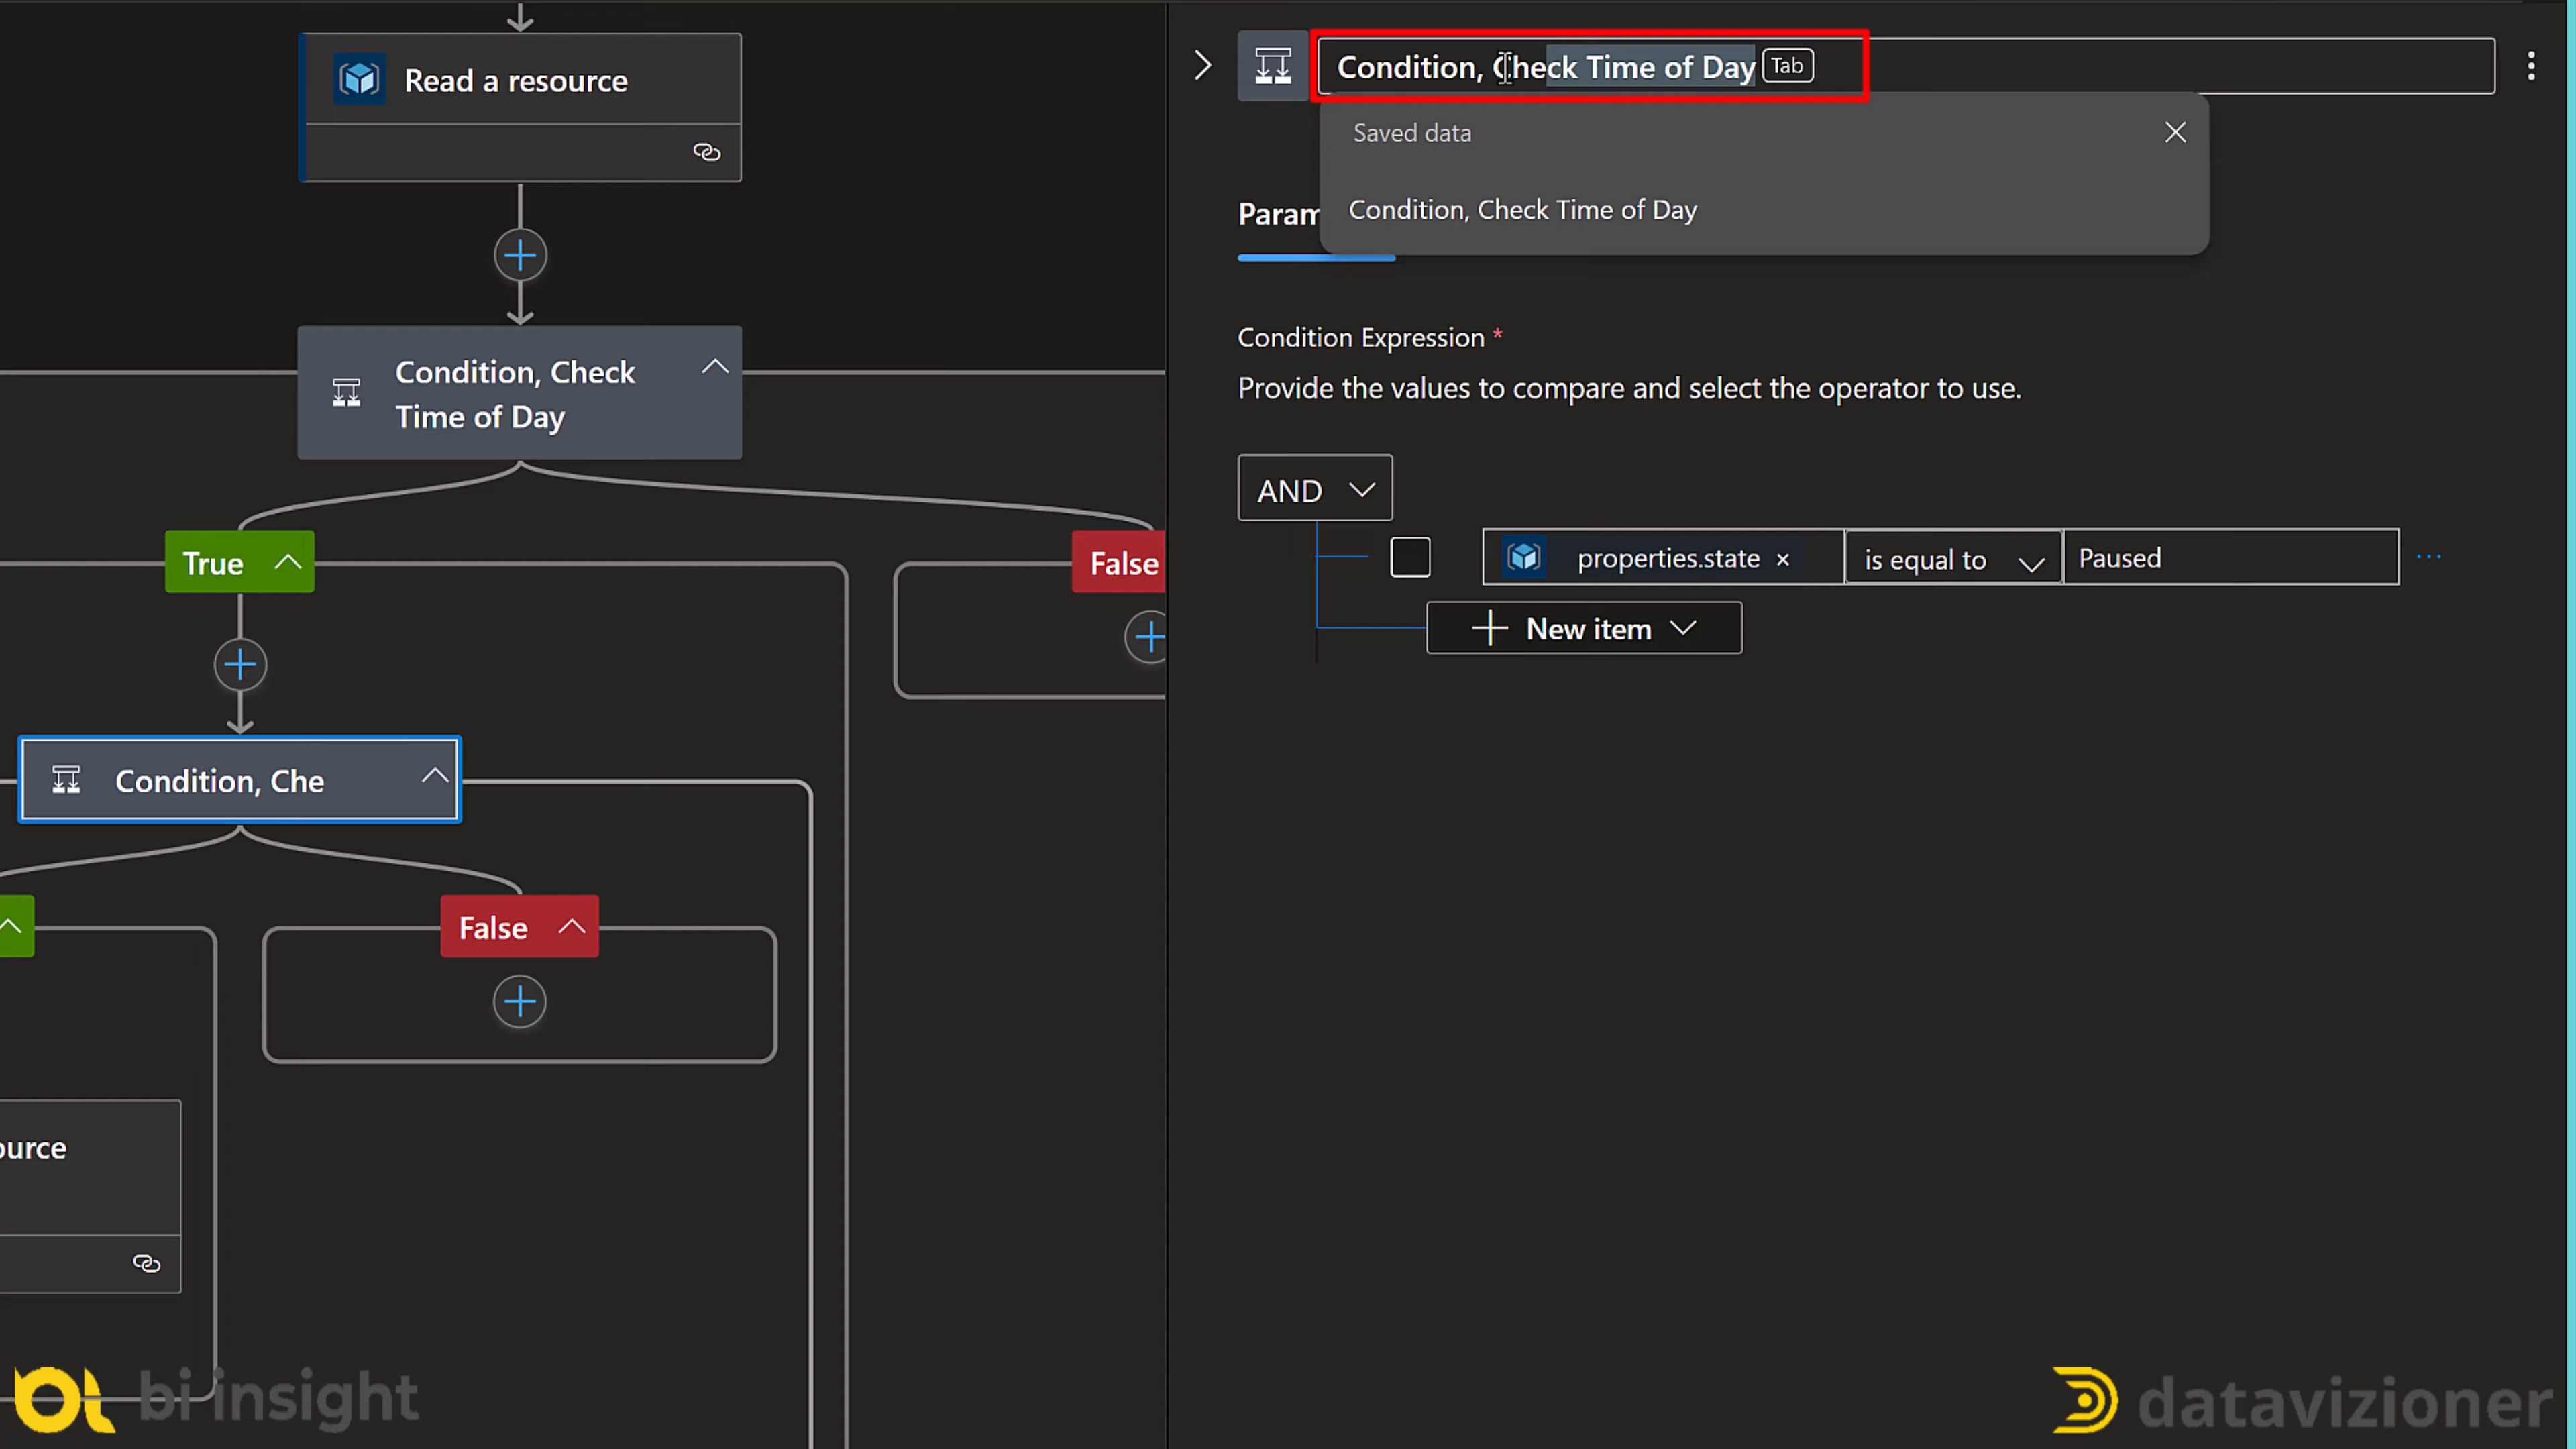 Read a resource
Condition, Check
Time of Day
True
False
Condition, Che
False
ource
Condition, Check Time of Day
Tab
Saved data
Condition, Check Time of Day
Param
Condition Expression *
Provide the values to compare and select the operator to use.
AND
properties.state × is equal to Paused
New item
bi insight
datavizioner